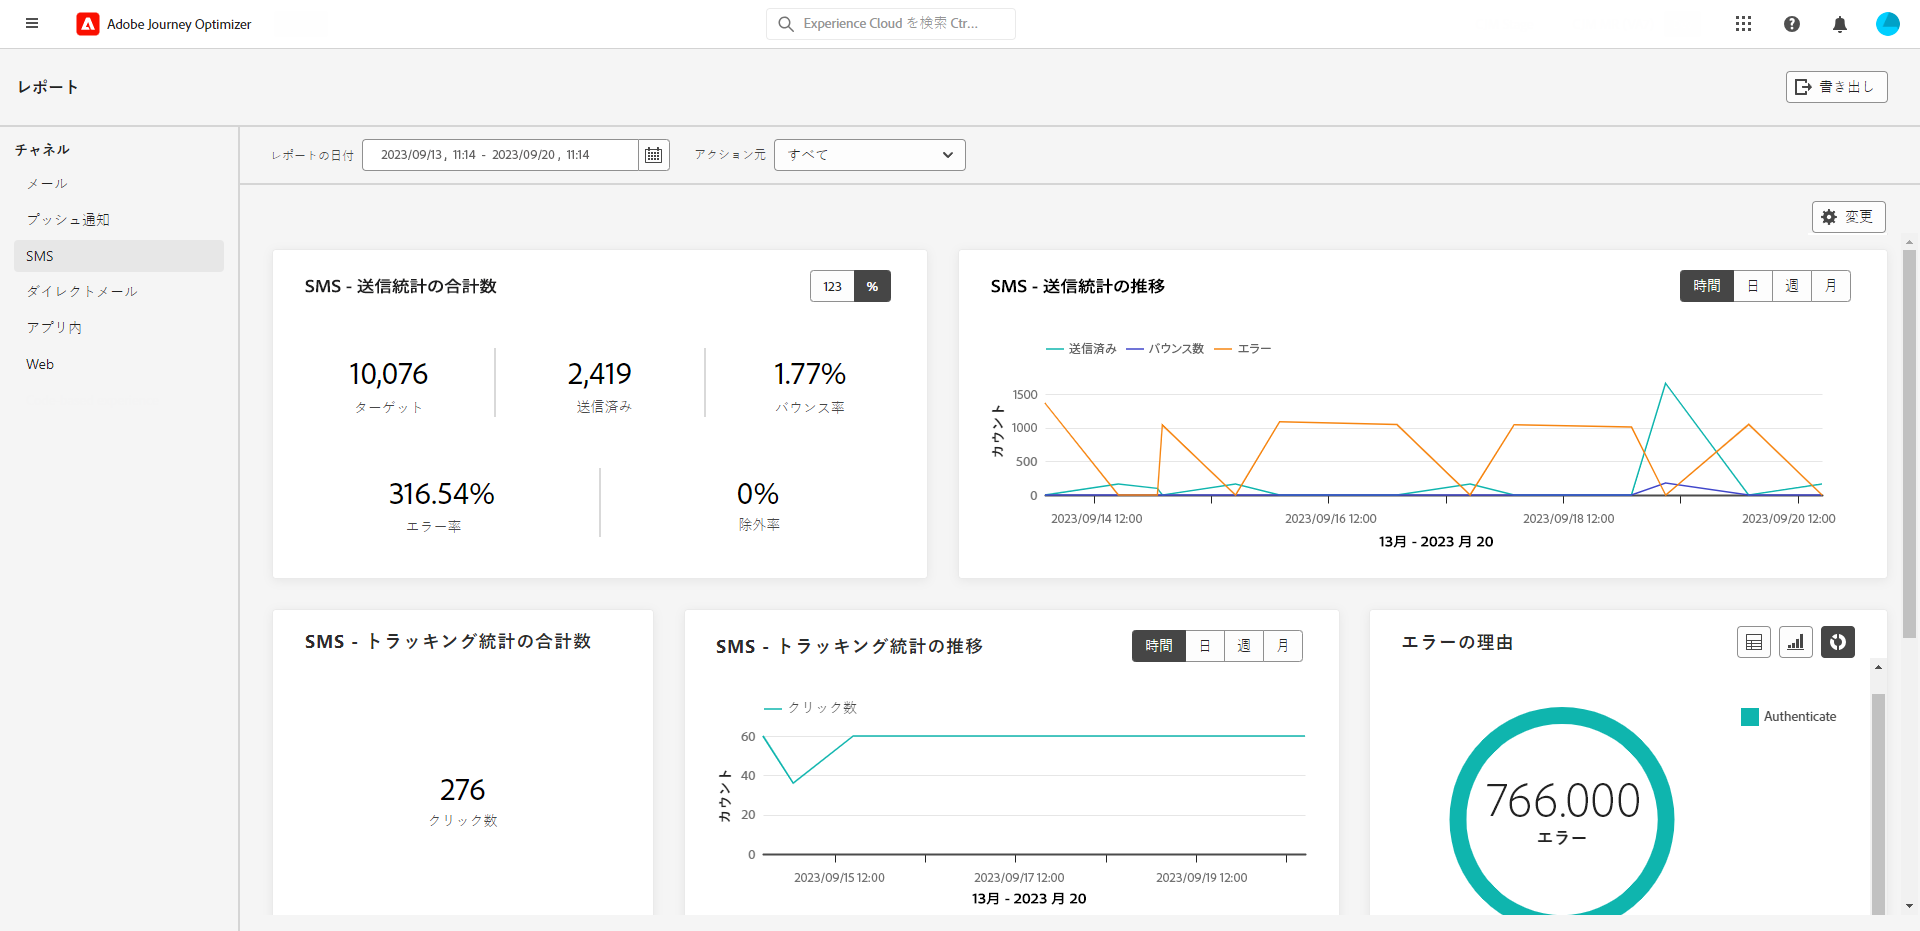 Adobe Journey Optimizer
Experience Cloud を検索 Ctr...
レポート
書き出し
チャネル
メール
プッシュ通知
SMS
ダイレクトメール
アプリ内
Web
レポートの日付
2023/09/13 , 11:14 - 2023/09/20 , 11:14
アクション元
すべて
変更
SMS - 送信統計の合計数
123 %
10,076
ターゲット
2,419
送信済み
1.77%
バウンス率
316.54%
エラー率
0%
除外率
SMS - 送信統計の推移
時間 日 週 月
送信済み バウンス数 エラー
カウント
1500
1000
500
0
2023/09/14 12:00 2023/09/16 12:00 2023/09/18 12:00 2023/09/20 12:00
13月 - 2023 月 20
SMS - トラッキング統計の合計数
276
クリック数
SMS - トラッキング統計の推移
時間 日 週 月
クリック数
カウント
60
40
20
0
2023/09/15 12:00 2023/09/17 12:00 2023/09/19 12:00
13月 - 2023 月 20
エラーの理由
Authenticate
766.000
エラー